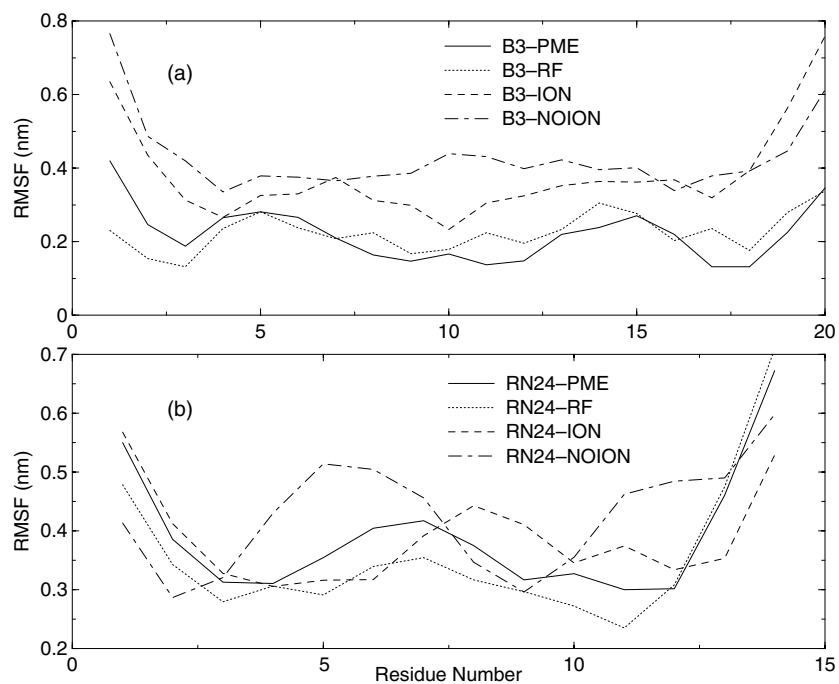 0.8
0.6
0.4
0.2
0
RMSF (nm)
(a)
B3–PME
B3–RF
B3–ION
B3–NOION
0 5 10 15 20
0.7
0.6
0.5
0.4
0.3
0.2
RMSF (nm)
(b)
RN24–PME
RN24–RF
RN24–ION
RN24–NOION
0 5 10 15
Residue Number